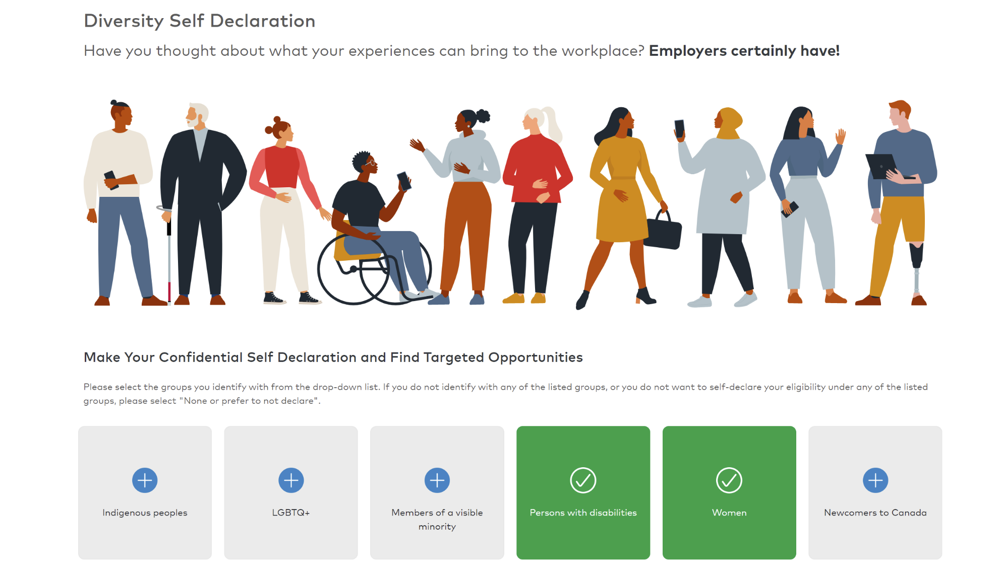 Diversity Self Declaration
Have you thought about what your experiences can bring to the workplace? Employers certainly have!
Make Your Confidential Self Declaration and Find Targeted Opportunities
Please select the groups you identify with from the drop-down list. If you do not identify with any of the listed groups, or you do not want to self-declare your eligibility under any of the listed
groups, please select "None or prefer to not declare".
Indigenous peoples
LGBTQ+
Members of a visible
minority
Persons with disabilities
Women
Newcomers to Canada